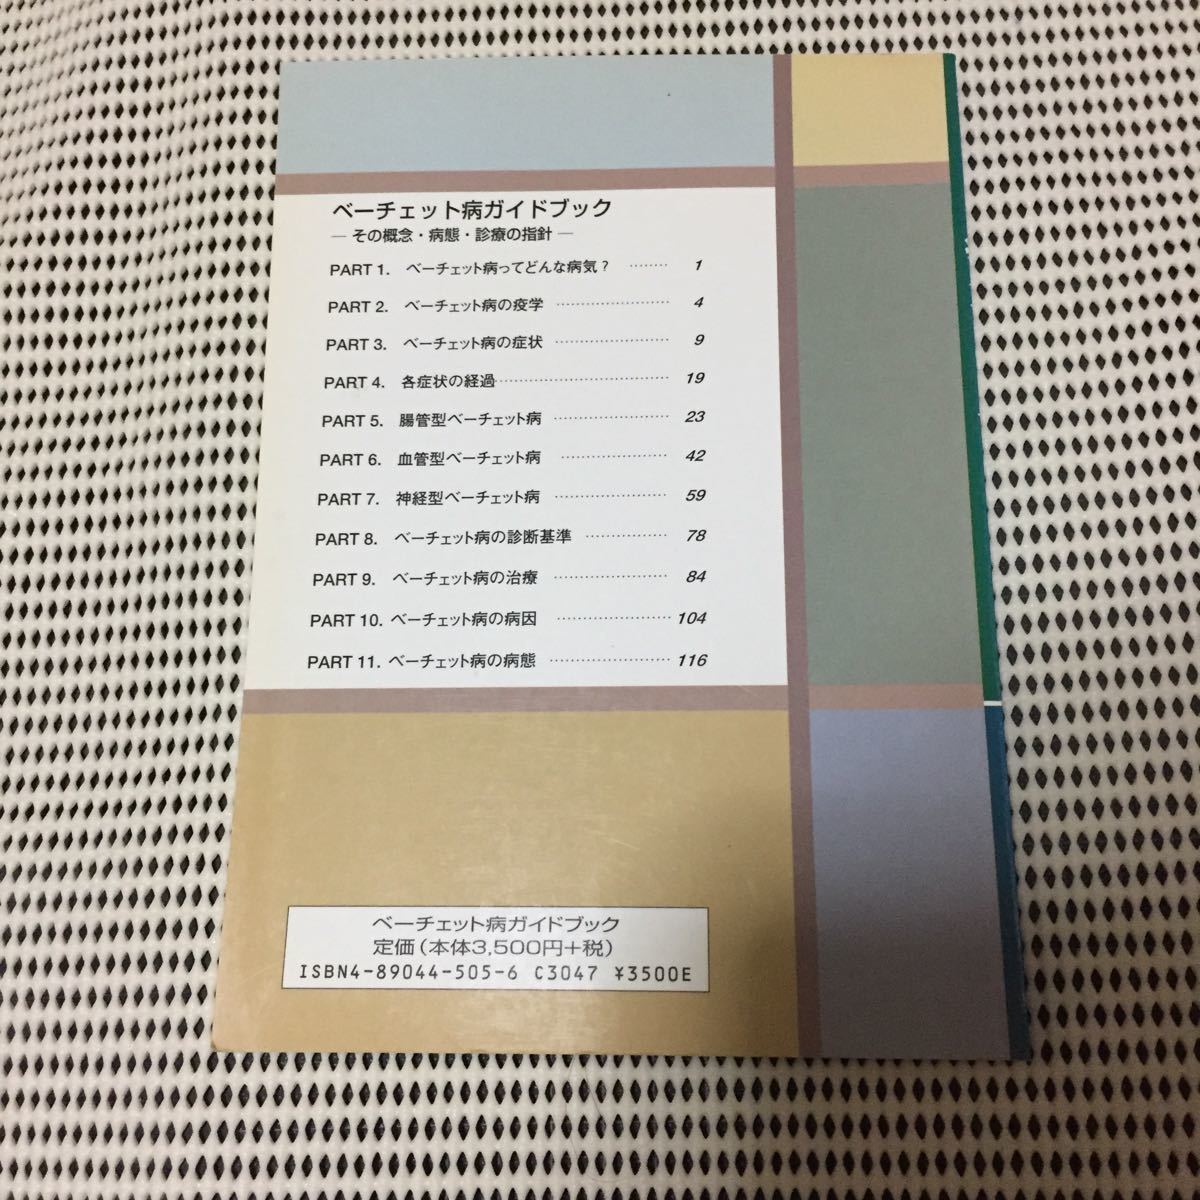 ベーチェット病ガイドブック
― その概念・病態・診療の指針 ―
PART 1. ベーチェット病ってどんな病気? ········ 1
PART 2. ベーチェット病の疫学 ······················ 4
PART 3. ベーチェット病の症状 ······················ 9
PART 4. 各症状の経過 ································· 19
PART 5. 腸管型ベーチェット病 ······················ 23
PART 6. 血管型ベーチェット病 ····················· 42
PART 7. 神経型ベーチェット病 ······················ 59
PART 8. ベーチェット病の診断基準 ················ 78
PART 9. ベーチェット病の治療 ······················ 84
PART 10. ベーチェット病の病因 ······················ 104
PART 11. ベーチェット病の病態 ······················· 116
ベーチェット病ガイドブック
定価(本体3,500円+税)
ISBN4-89044-505-6 C3047 ¥3500E